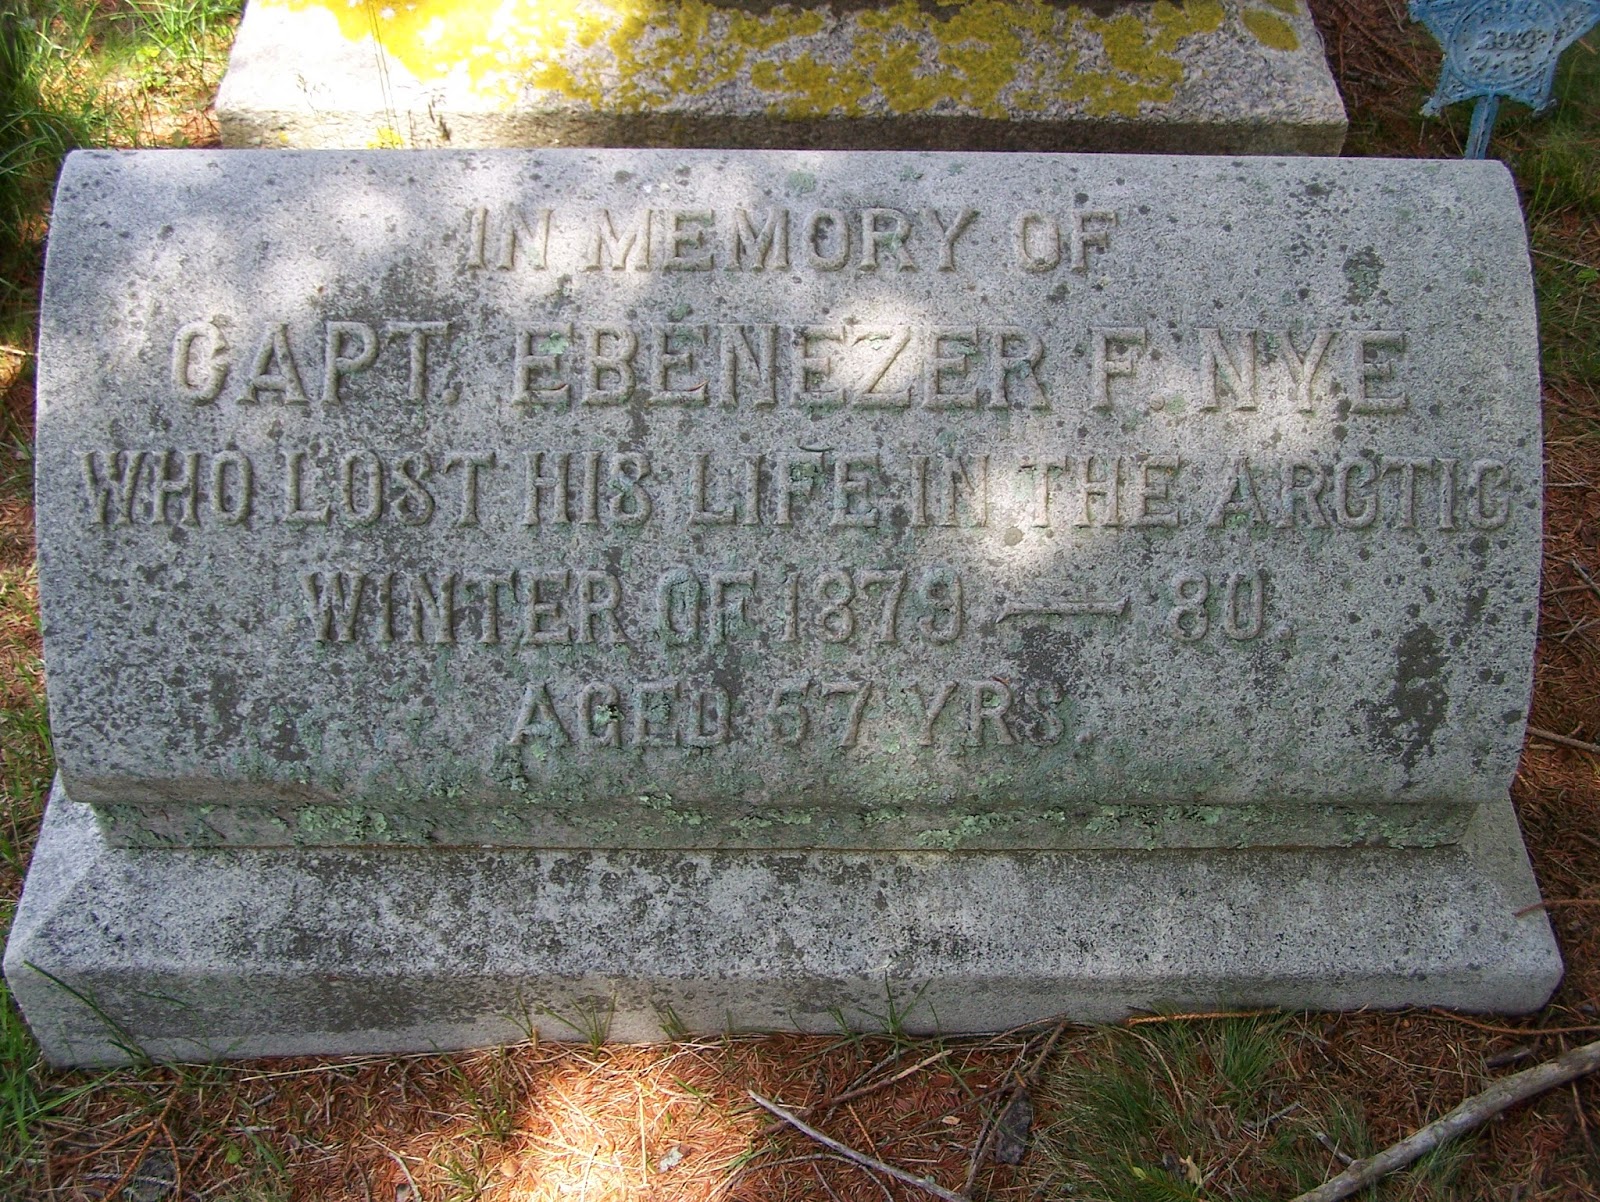 IN MEMORY OF
CAPT. EBENEZER F. NYE
WHO LOST HIS LIFE IN THE ARCTIC
WINTER OF 1879 — 80.
AGED 57 YRS.